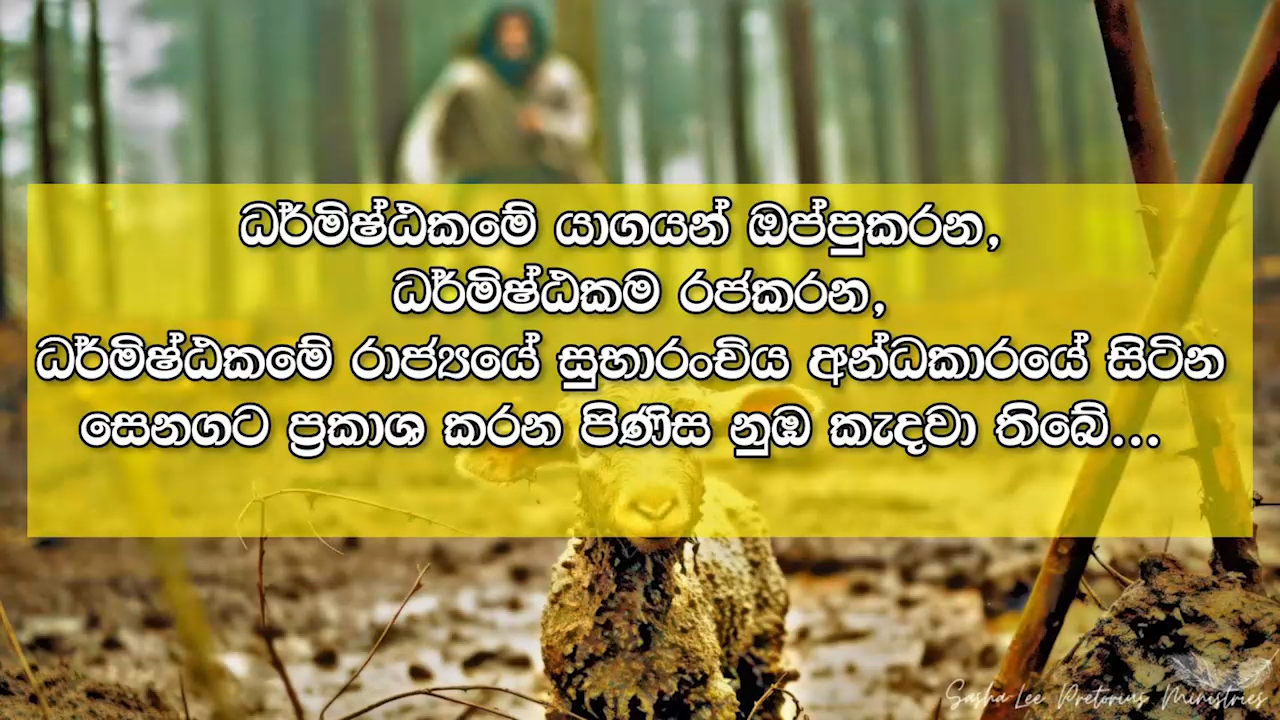 ධර්මිෂ්ඨකමේ යාගයන් ඔප්පුකරන,
ධර්මිෂ්ඨකම රජකරන,
ධර්මිෂ්ඨකමේ රාජ්‍යයේ සුභාරංචිය අන්ධකාරයේ සිටින
සෙනගට ප්‍රකාශ කරන පිණිස නුඹ කැදවා තිබේ...
Sasha-Lee Pretorius Ministries